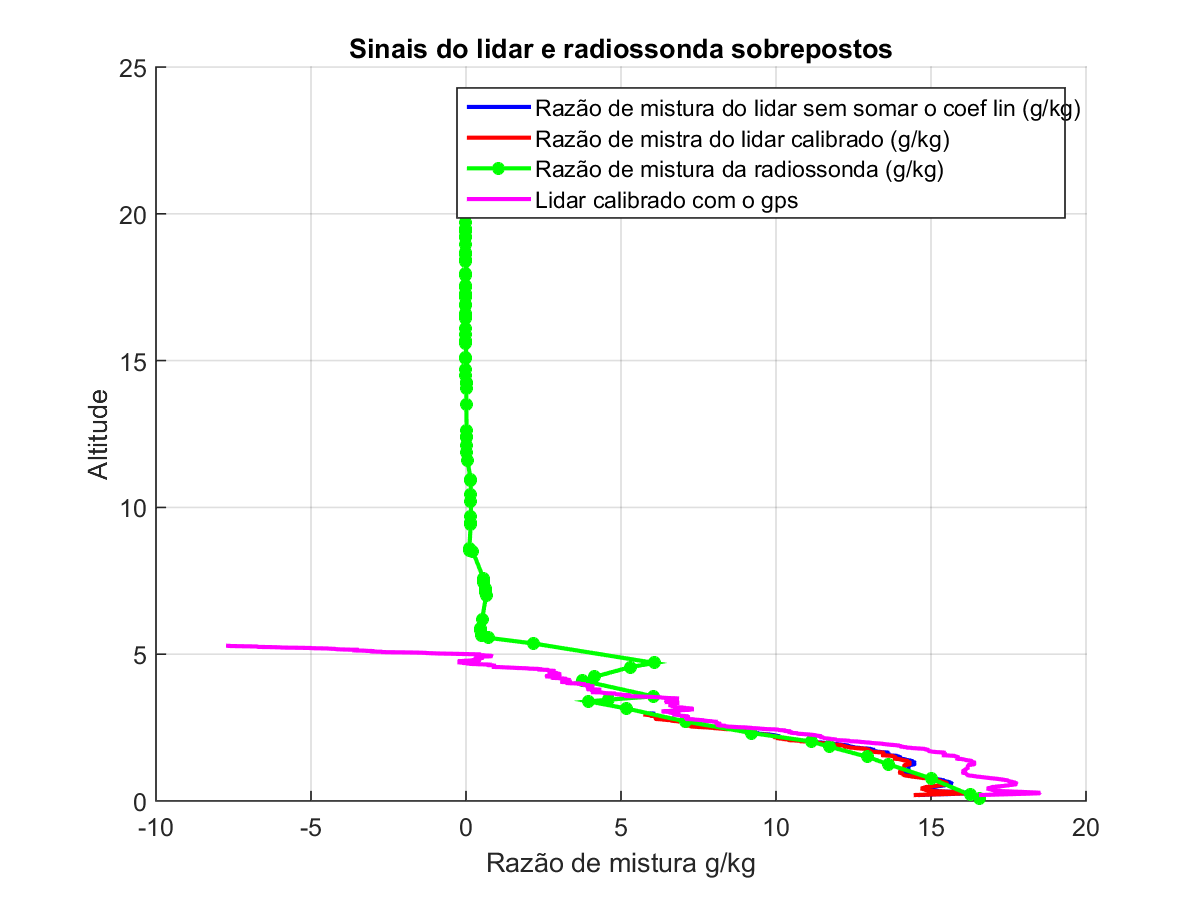 Sinais do lidar e radiossonda sobrepostos
Razão de mistura do lidar sem somar o coef lin (g/kg)
Razão de mistra do lidar calibrado (g/kg)
Razão de mistura da radiossonda (g/kg)
Lidar calibrado com o gps
25
20
15
10
5
0
Altitude
-10 -5 0 5 10 15 20
Razão de mistura g/kg